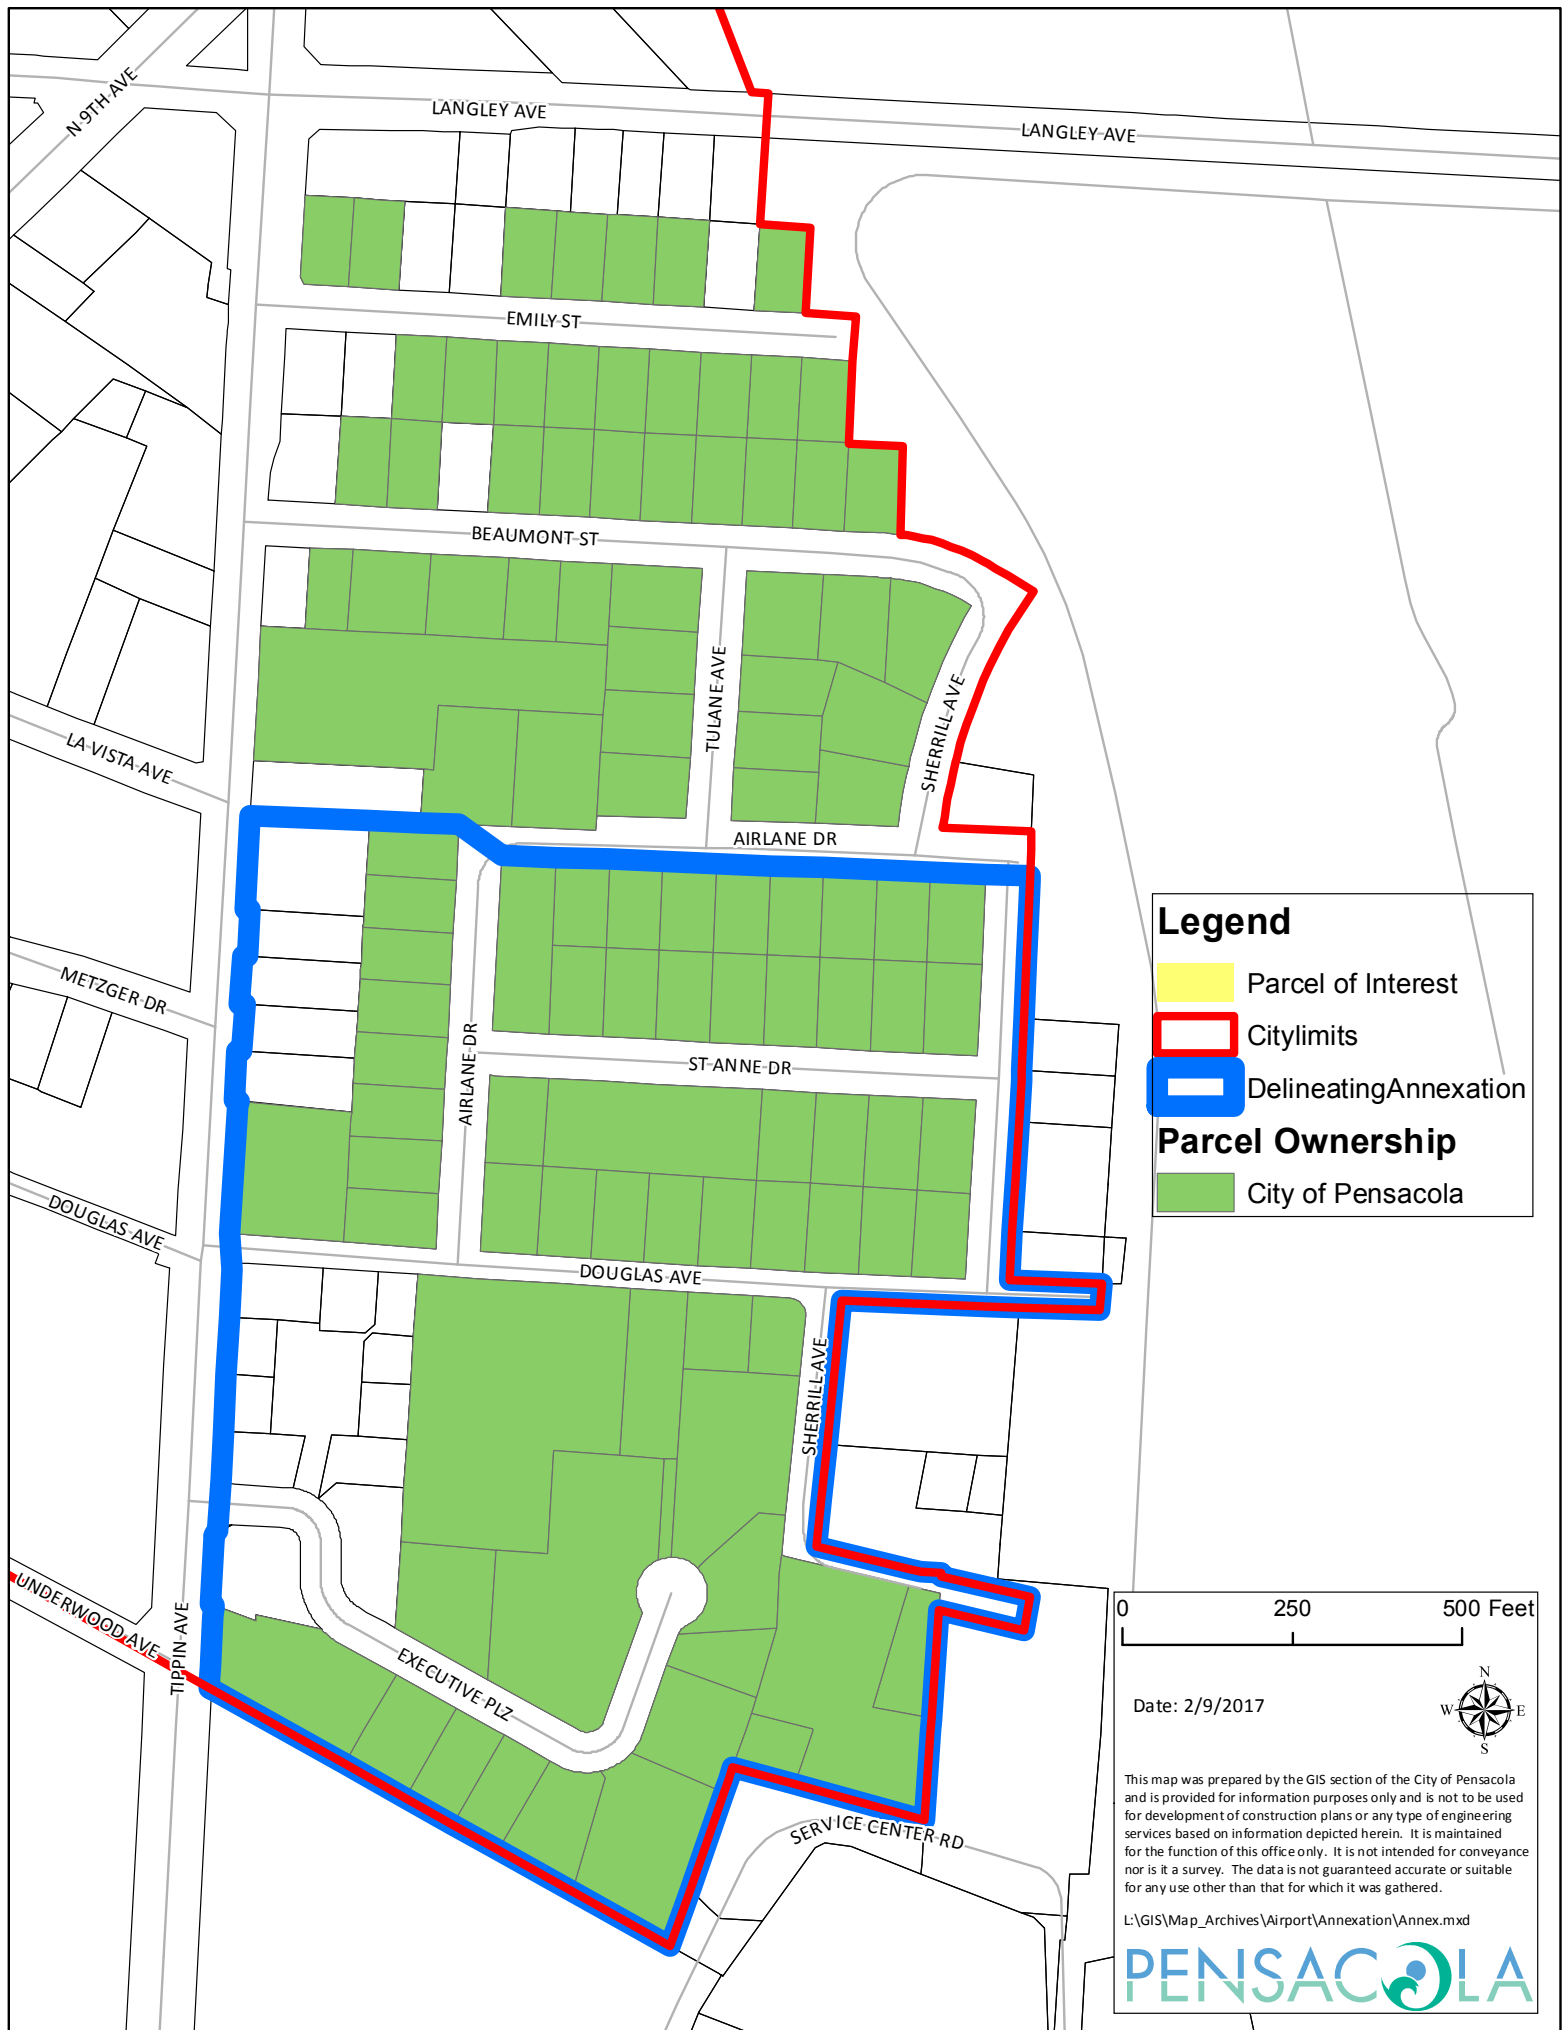 N 9TH AVE
LANGLEY AVE
LANGLEY AVE
EMILY ST
BEAUMONT ST
TULANE AVE
SHERRILL AVE
LA VISTA AVE
AIRLANE DR
Legend
Parcel of Interest
Citylimits
DelineatingAnnexation
Parcel Ownership
City of Pensacola
METZGER DR
AIRLANE DR
ST ANNE DR
DOUGLAS AVE
DOUGLAS AVE
SHERRILL AVE
UNDERWOOD AVE
TIPPIN AVE
EXECUTIVE PLZ
SERVICE CENTER RD
0 250 500 Feet
Date: 2/9/2017
N
W E
S
This map was prepared by the GIS section of the City of Pensacola
and is provided for information purposes only and is not to be used
for development of construction plans or any type of engineering
services based on information depicted herein. It is maintained
for the function of this office only. It is not intended for conveyance
nor is it a survey. The data is not guaranteed accurate or suitable
for any use other than that for which it was gathered.
L:\GIS\Map_Archives\Airport\Annexation\Annex.mxd
PENSACOLA